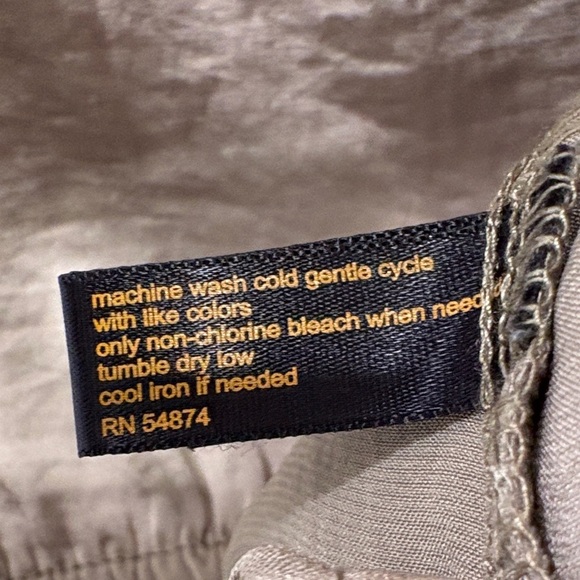 machine wash cold gentle cycle
with like colors
only non-chlorine bleach when needed
tumble dry low
cool iron if needed
RN 54874